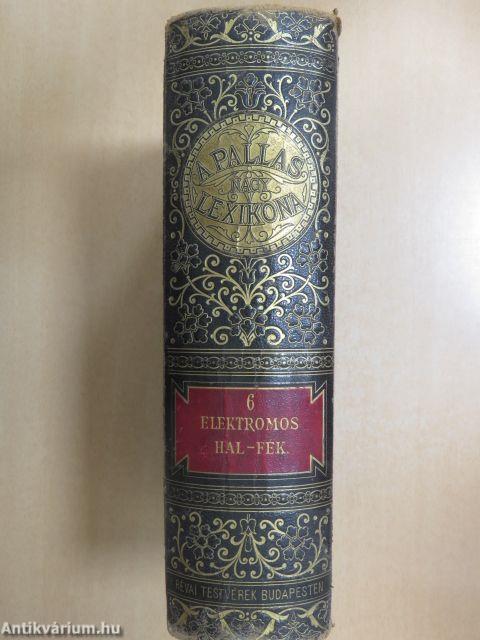 A PALLAS
NAGY
LEXIKONA
6
ELEKTROMOS
HAL-FÉK.
RÉVAI TESTVÉREK BUDAPESTEN
Antikvárium.hu